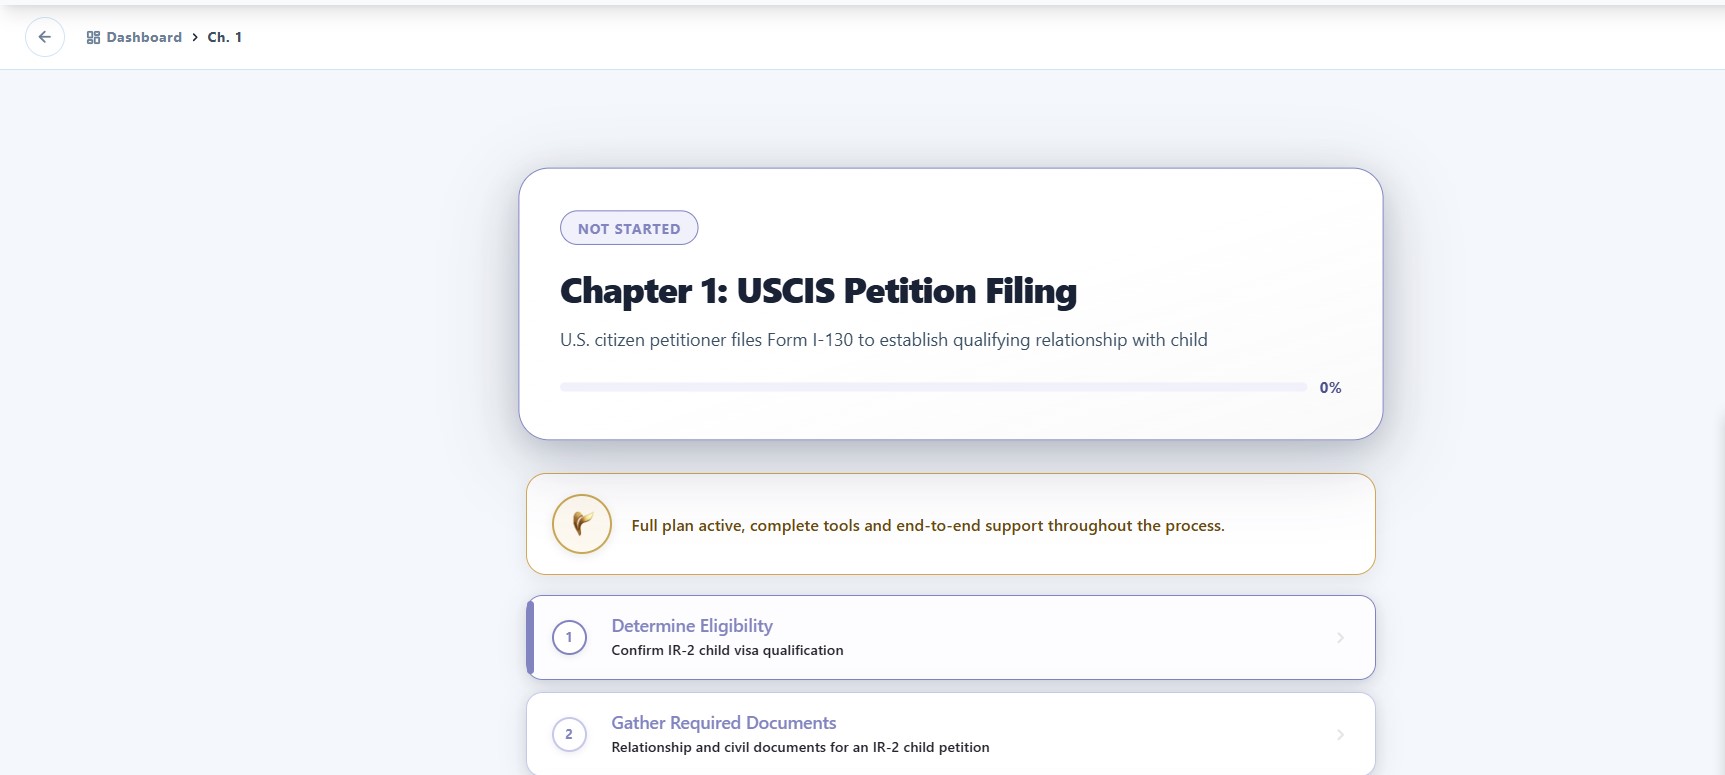 Dashboard > Ch. 1
NOT STARTED
Chapter 1: USCIS Petition Filing
U.S. citizen petitioner files Form I-130 to establish qualifying relationship with child
0%
Full plan active, complete tools and end-to-end support throughout the process.
1
Determine Eligibility
Confirm IR-2 child visa qualification
2
Gather Required Documents
Relationship and civil documents for an IR-2 child petition